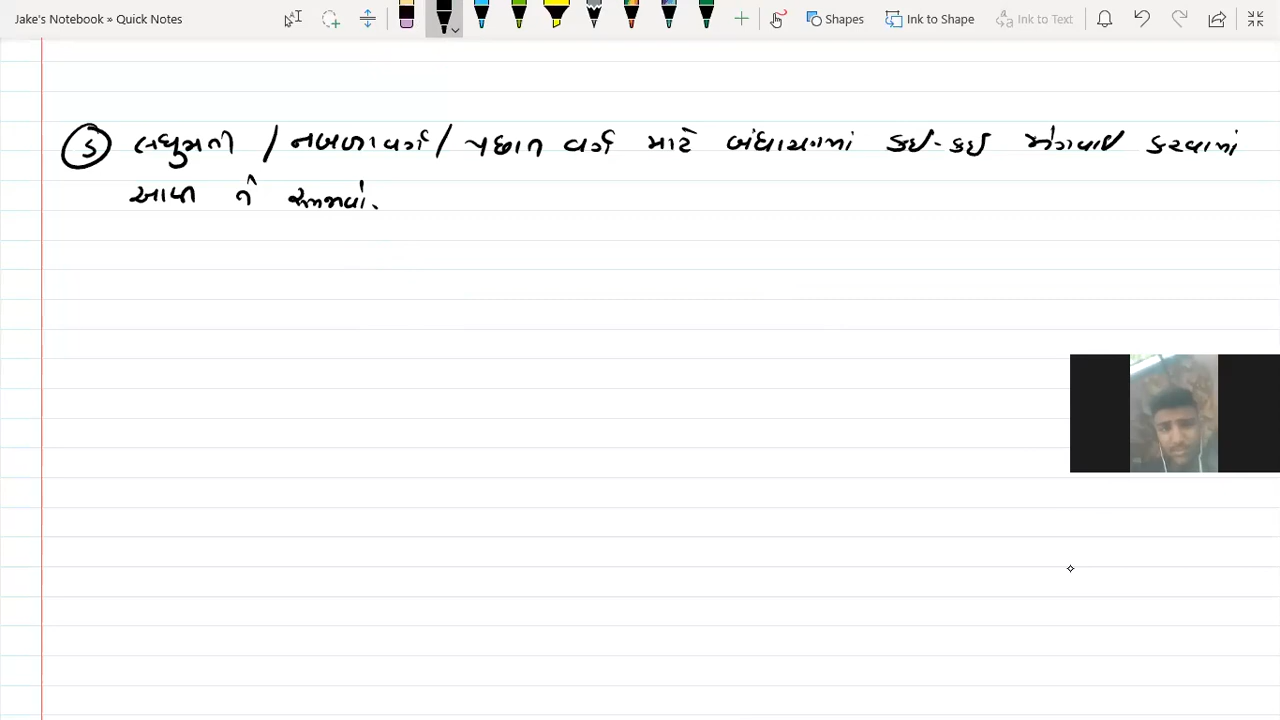 Jake's Notebook » Quick Notes
Shapes
Ink to Shape
Ink to Text
૩ લઘુમતી / નબળા વર્ગ / પછાત વર્ગ માટે બંધારણમાં કઈ-કઈ જોગવાઈ કરવામાં
આવી તે સમજાવો.